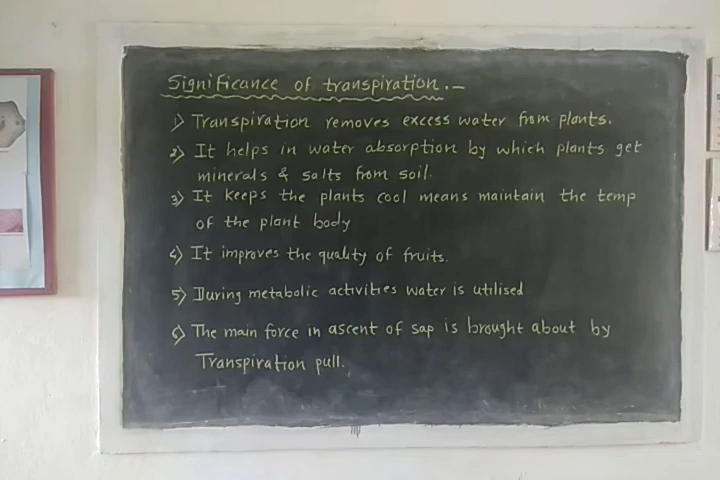 Significance of transpiration.-
1) Transpiration removes excess water from plants.
2) It helps in water absorption by which plants get
minerals & salts from soil.
3) It keeps the plants cool means maintain the temp
of the plant body
4) It improves the quality of fruits.
5) During metabolic activities water is utilised
6) The main force in ascent of sap is brought about by
Transpiration pull.